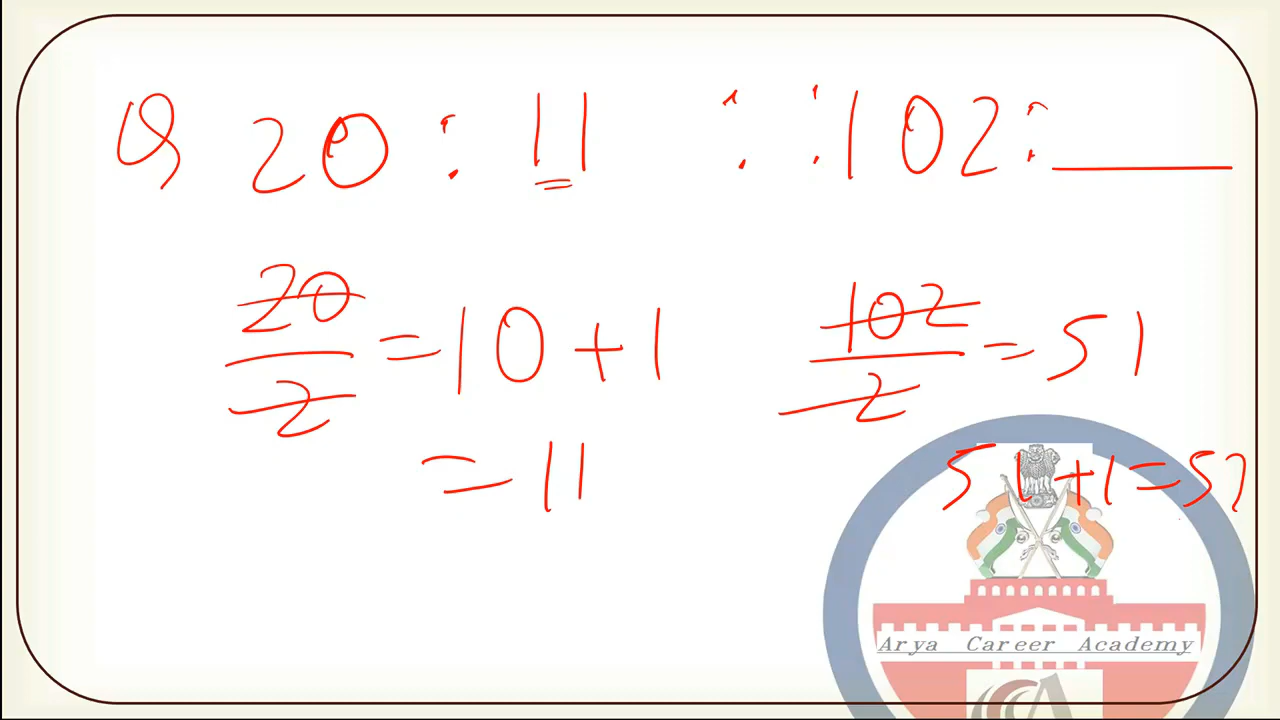 Q 20 : 11 : : 102 : ____
20/2 = 10 + 1
= 11
102/2 = 51
51 + 1 = 52
Arya Career Academy